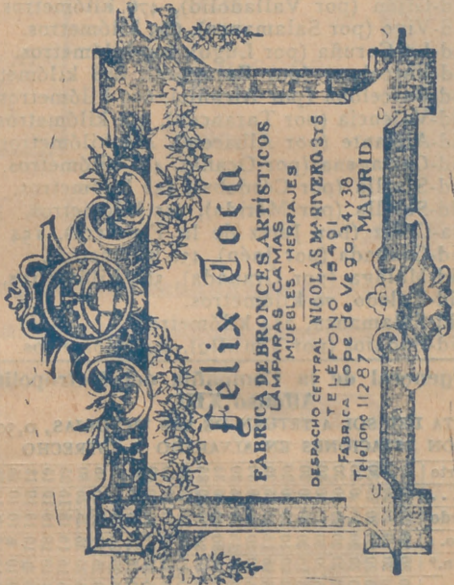 Félix Toca
FÁBRICA DE BRONCES ARTÍSTICOS
LÁMPARAS CAMAS
MUEBLES Y HERRAJES
DESPACHO CENTRAL NICOLÁS Mª RIVERO. 3 Y 5
TELÉFONO 15491
FÁBRICA Lope de Vega. 34 y 36
Teléfono 11287 MADRID